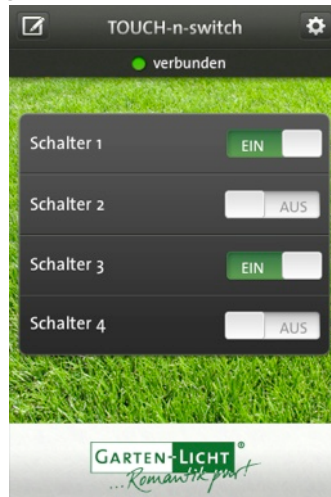 TOUCH-n-switch
verbunden
Schalter 1
EIN
Schalter 2
AUS
Schalter 3
EIN
Schalter 4
AUS
GARTEN-LICHT®
...Romantik pur!